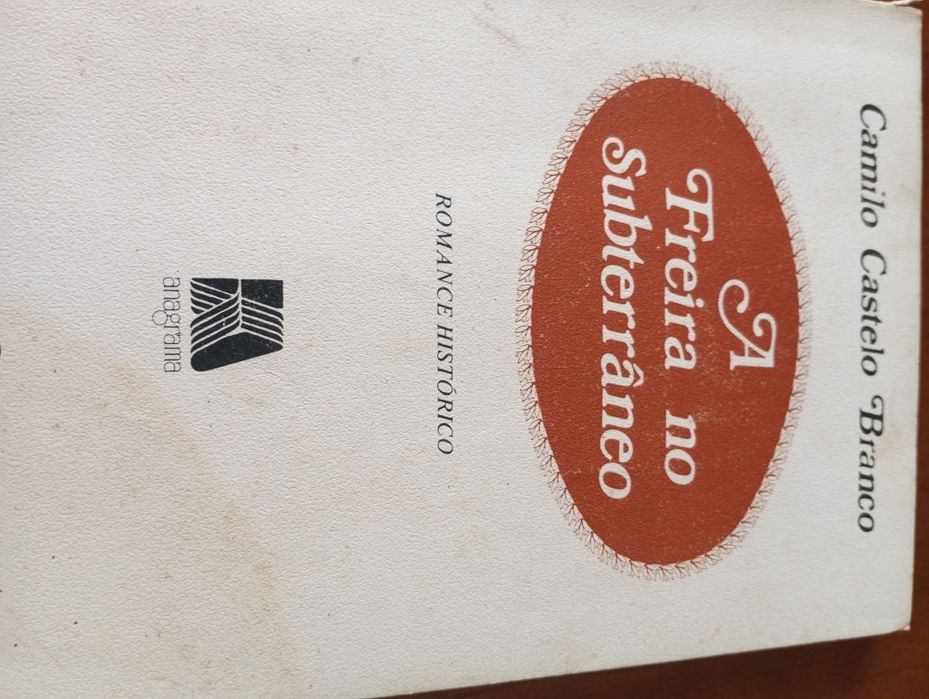 Camilo Castelo Branco
A
Freira no
Subterrâneo
ROMANCE HISTÓRICO
anagrama